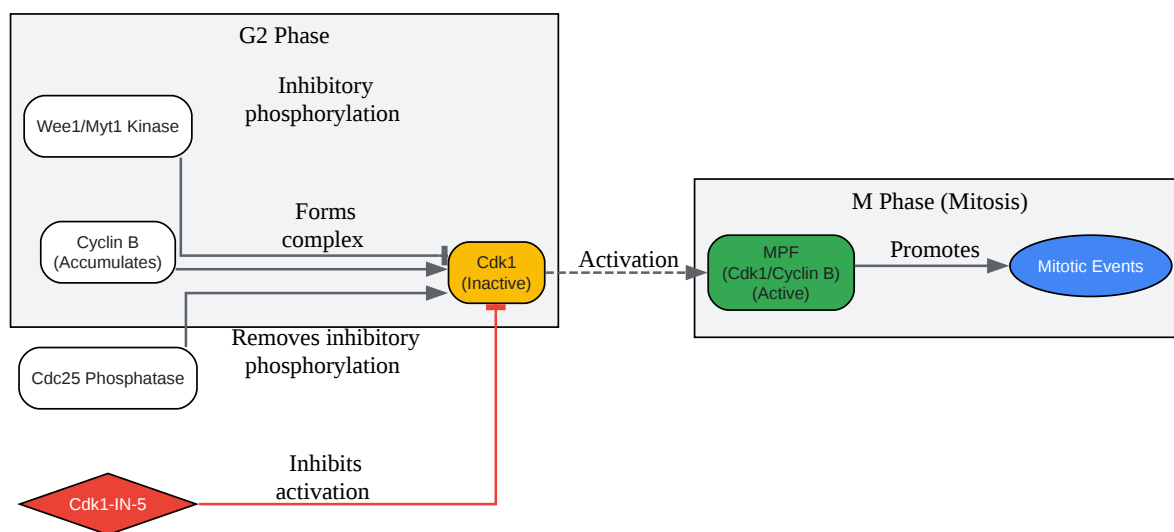 G2 Phase
Inhibitory
phosphorylation
Wee1/Myt1 Kinase
Forms
complex
Cyclin B
(Accumulates)
Cdk1
(Inactive)
Activation
M Phase (Mitosis)
MPF
(Cdk1/Cyclin B)
(Active)
Promotes
Mitotic Events
Removes inhibitory
phosphorylation
Cdc25 Phosphatase
Inhibits
activation
Cdk1-IN-5